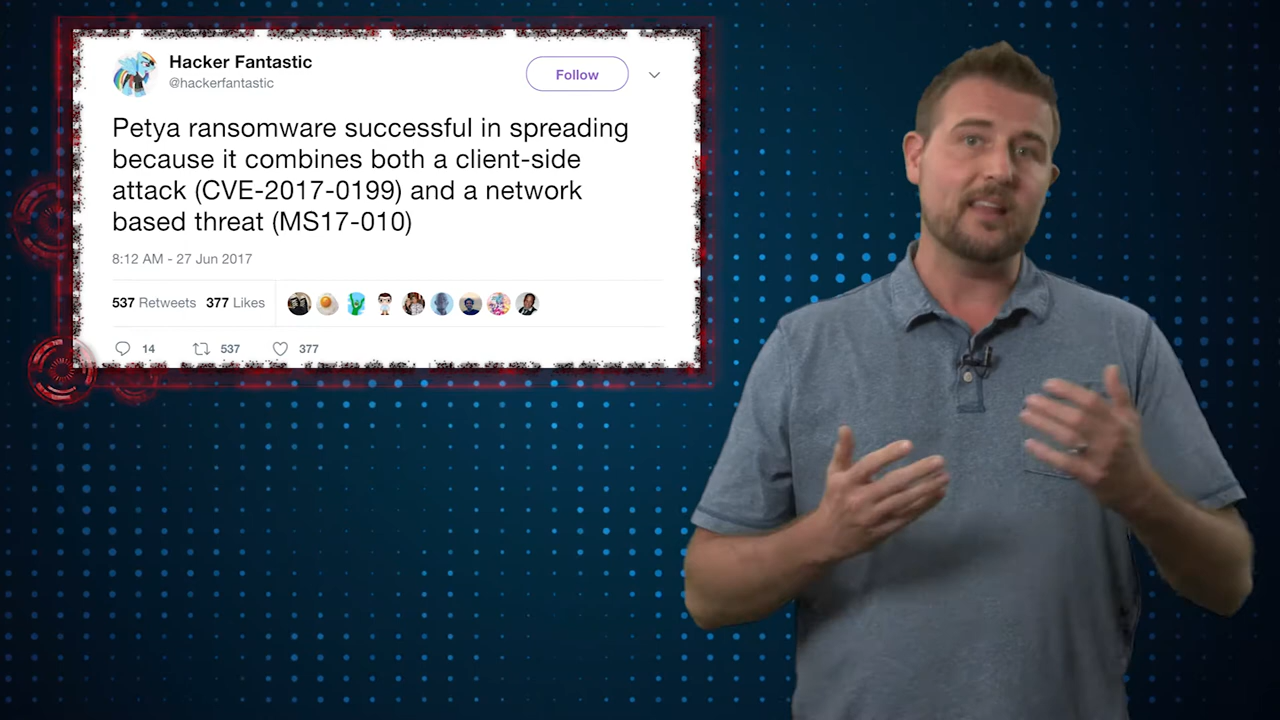 Hacker Fantastic
@hackerfantastic
Follow
Petya ransomware successful in spreading
because it combines both a client-side
attack (CVE-2017-0199) and a network
based threat (MS17-010)
8:12 AM - 27 Jun 2017
537 Retweets 377 Likes
14 537 377